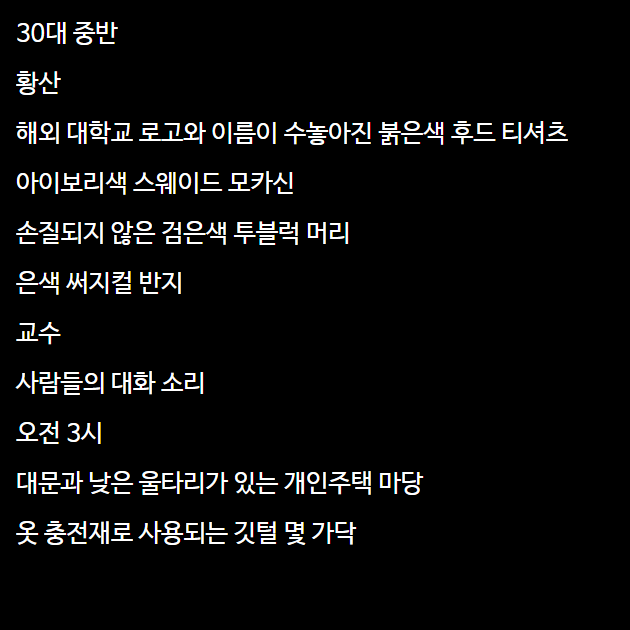 30대 중반
황산
해외 대학교 로고와 이름이 수놓아진 붉은색 후드 티셔츠
아이보리색 스웨이드 모카신
손질되지 않은 검은색 투블럭 머리
은색 써지컬 반지
교수
사람들의 대화 소리
오전 3시
대문과 낮은 울타리가 있는 개인주택 마당
옷 충전재로 사용되는 깃털 몇 가닥